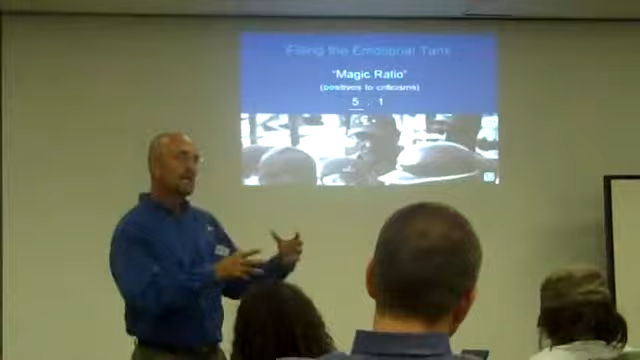 Filling the Emotional Tank
"Magic Ratio"
(positives to criticisms)
5 : 1